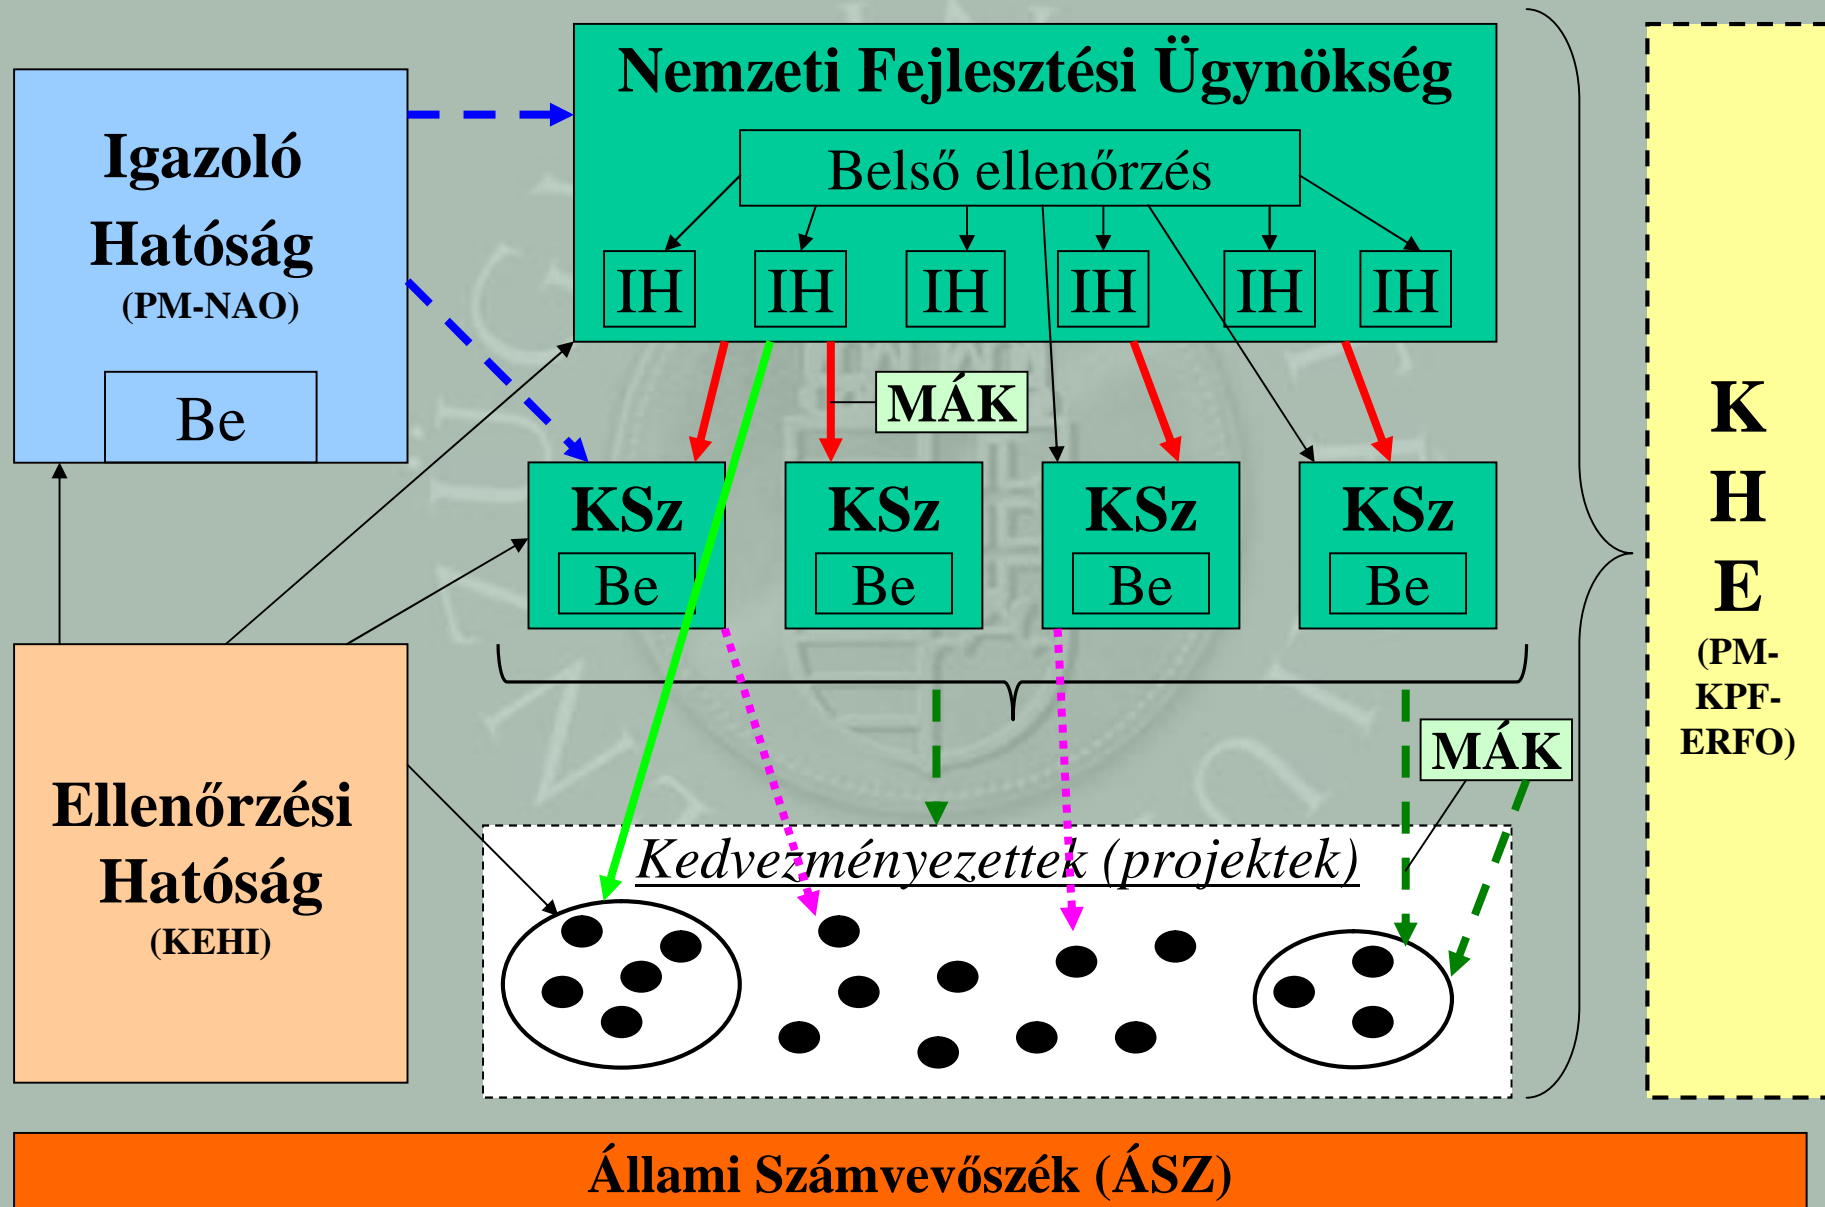 Nemzeti Fejlesztési Ügynökség
Belső ellenőrzés
IH IH IH IH IH IH
Igazoló
Hatóság
(PM-NAO)
Be
MÁK
KSz KSz KSz KSz
Be Be Be Be
Ellenőrzési
Hatóság
(KEHI)
MÁK
Kedvezményezettek (projektek)
K
H
E
(PM-
KPF-
ERFO)
Állami Számvevőszék (ÁSZ)